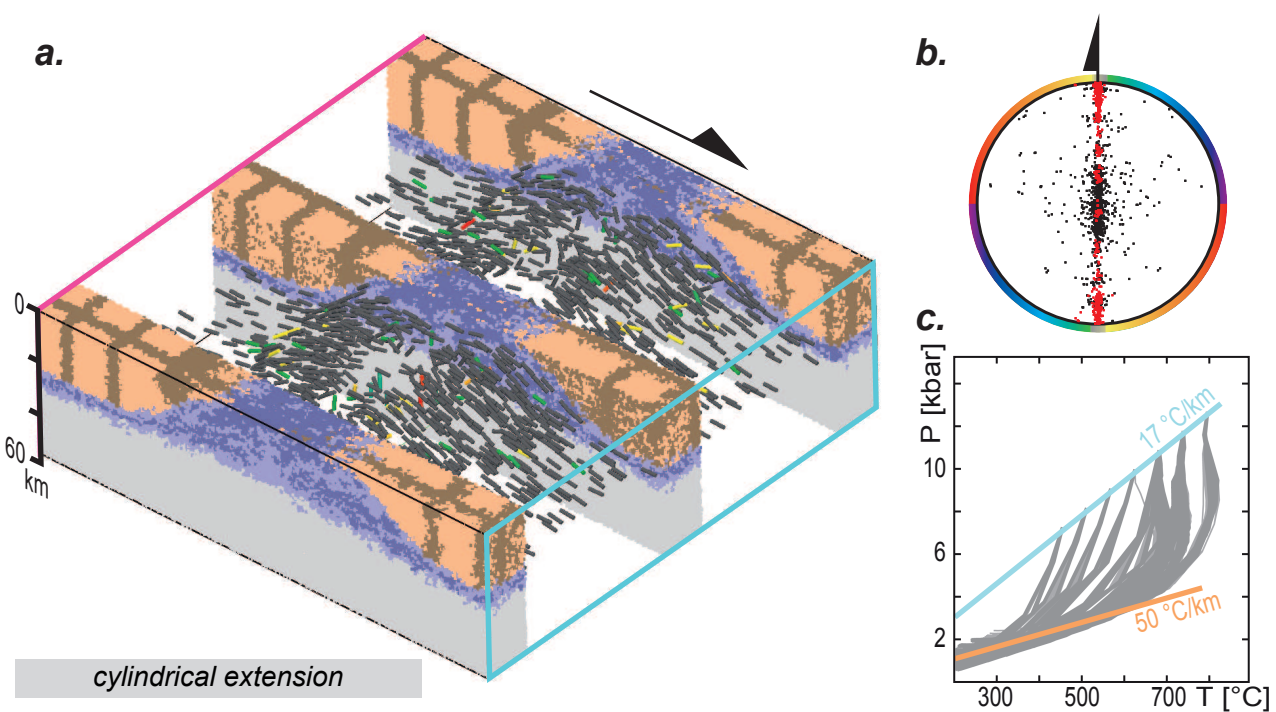 a.
0
60
km
cylindrical extension
b.
c.
P [kbar]
10
6
2
17 °C/km
50 °C/km
300
500
700
T [°C]